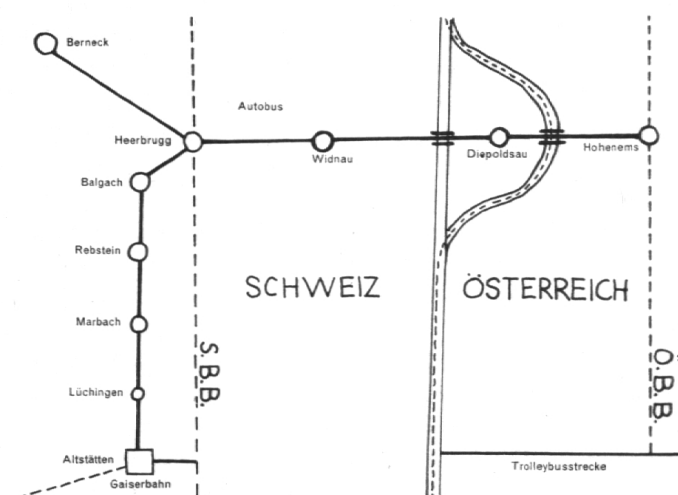 Berneck
Autobus
Heerbrugg
Widnau
Diepoldsau
Hohenems
Balgach
Rebstein
SCHWEIZ
ÖSTERREICH
Marbach
S.B.B.
Ö.B.B.
Lüchingen
Altstätten
Gaiserbahn
Trolleybusstrecke